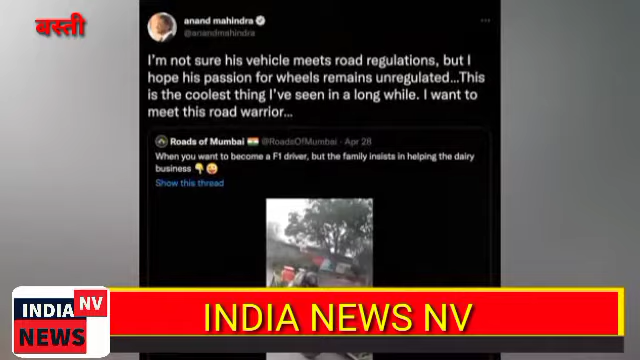 बस्ती
anand mahindra
@anandmahindra
I'm not sure his vehicle meets road regulations, but I
hope his passion for wheels remains unregulated...This
is the coolest thing I've seen in a long while. I want to
meet this road warrior...
Roads of Mumbai 🇮🇳 @RoadsOfMumbai · Apr 28
When you want to become a F1 driver, but the family insists in helping the dairy
business 👇😜
Show this thread
INDIA NV
NEWS
INDIA NEWS NV